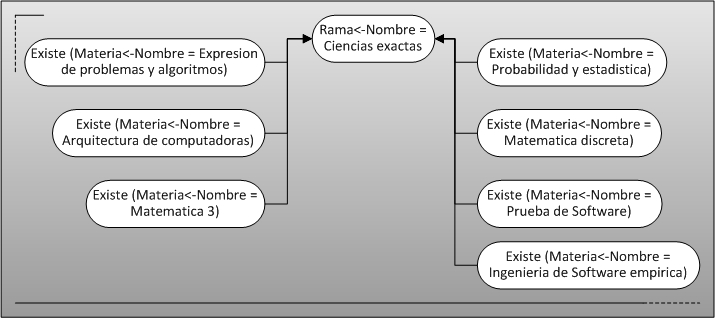 Rama<-Nombre =
Ciencias exactas
Existe (Materia<-Nombre = Expresion
de problemas y algoritmos)
Existe (Materia<-Nombre =
Arquitectura de computadoras)
Existe (Materia<-Nombre =
Matematica 3)
Existe (Materia<-Nombre =
Probabilidad y estadistica)
Existe (Materia<-Nombre =
Matematica discreta)
Existe (Materia<-Nombre =
Prueba de Software)
Existe (Materia<-Nombre =
Ingenieria de Software empirica)